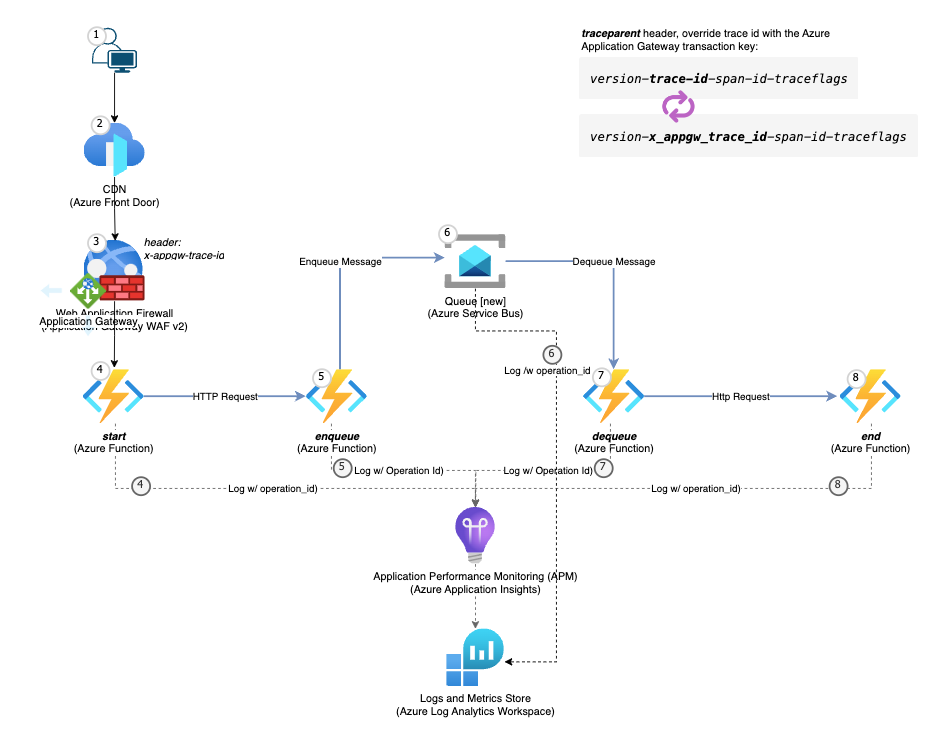 1
traceparent header, override trace id with the Azure
Application Gateway transaction key:
version-trace-id-span-id-traceflags
version-x_appgw_trace_id-span-id-traceflags
2
CDN
(Azure Front Door)
3
header:
x-appgw-trace-id
Web Application Firewall
Application Gateway
(Application Gateway WAF v2)
6
Enqueue Message
Dequeue Message
Queue [new]
(Azure Service Bus)
6
Log /w operation_id
4
HTTP Request
5
7
Http Request
8
start
(Azure Function)
enqueue
(Azure Function)
dequeue
(Azure Function)
end
(Azure Function)
5
Log w/ Operation Id)
Log w/ Operation Id)
7
4
Log w/ operation_id)
Log w/ operation_id)
8
Application Performance Monitoring (APM)
(Azure Application Insights)
Logs and Metrics Store
(Azure Log Analytics Workspace)